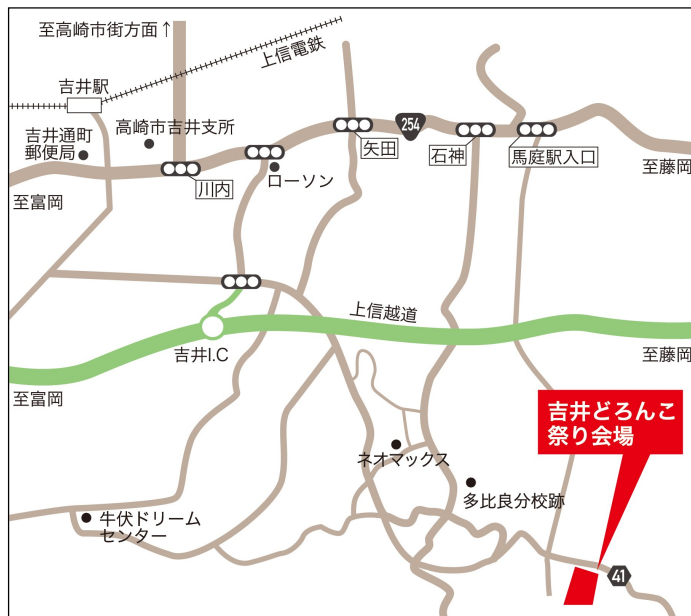 至高崎市街方面↑
上信電鉄
吉井駅
吉井通町
郵便局
高崎市吉井支所
254
矢田
石神
馬庭駅入口
至藤岡
川内
ローソン
至富岡
上信越道
吉井I.C
至藤岡
至富岡
吉井どろんこ
祭り会場
ネオマックス
多比良分校跡
牛伏ドリーム
センター
41